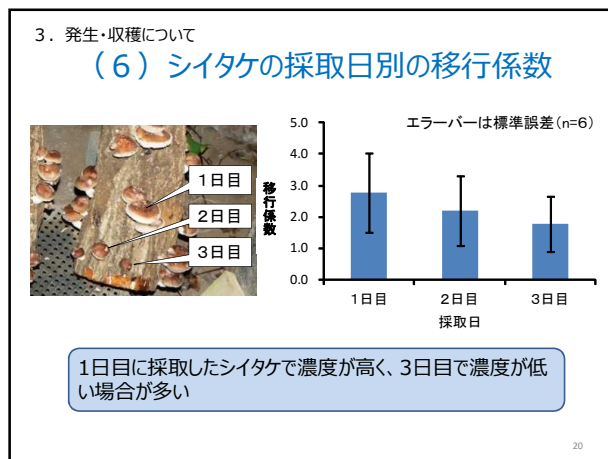 3．発生・収穫について
（6）シイタケの採取日別の移行係数
1日目
2日目
3日目
エラーバーは標準誤差（n=6）
移行係数
5.0
4.0
3.0
2.0
1.0
0.0
1日目 2日目 3日目
採取日
1日目に採取したシイタケで濃度が高く、3日目で濃度が低
い場合が多い
20